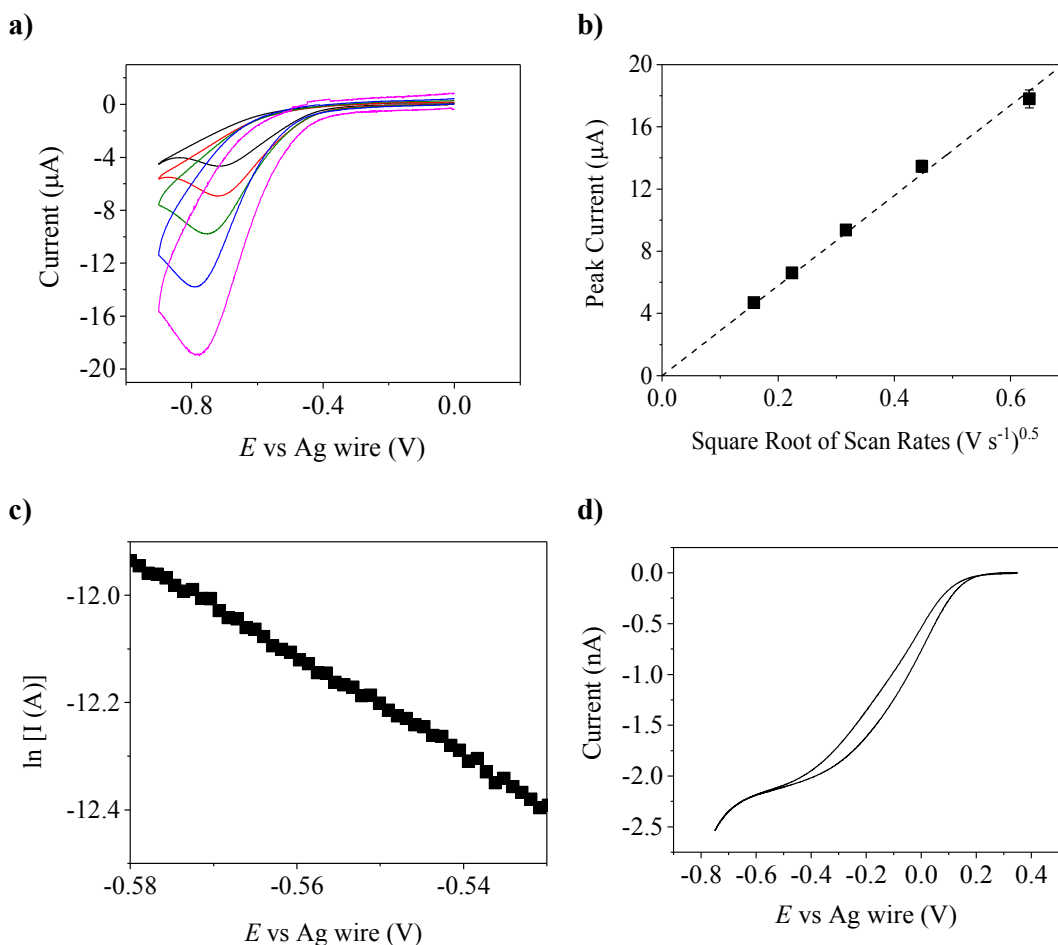 a)
0
-4
-8
-12
-16
-20
Current (μA)
-0.8
-0.4
0.0
E vs Ag wire (V)
b)
20
16
12
8
4
0
Peak Current (μA)
0.0
0.2
0.4
0.6
Square Root of Scan Rates (V s⁻¹)⁰·⁵
c)
-12.0
-12.2
-12.4
ln [I (A)]
-0.58
-0.56
-0.54
E vs Ag wire (V)
d)
0.0
-0.5
-1.0
-1.5
-2.0
-2.5
Current (nA)
-0.8 -0.6 -0.4 -0.2 0.0 0.2 0.4
E vs Ag wire (V)